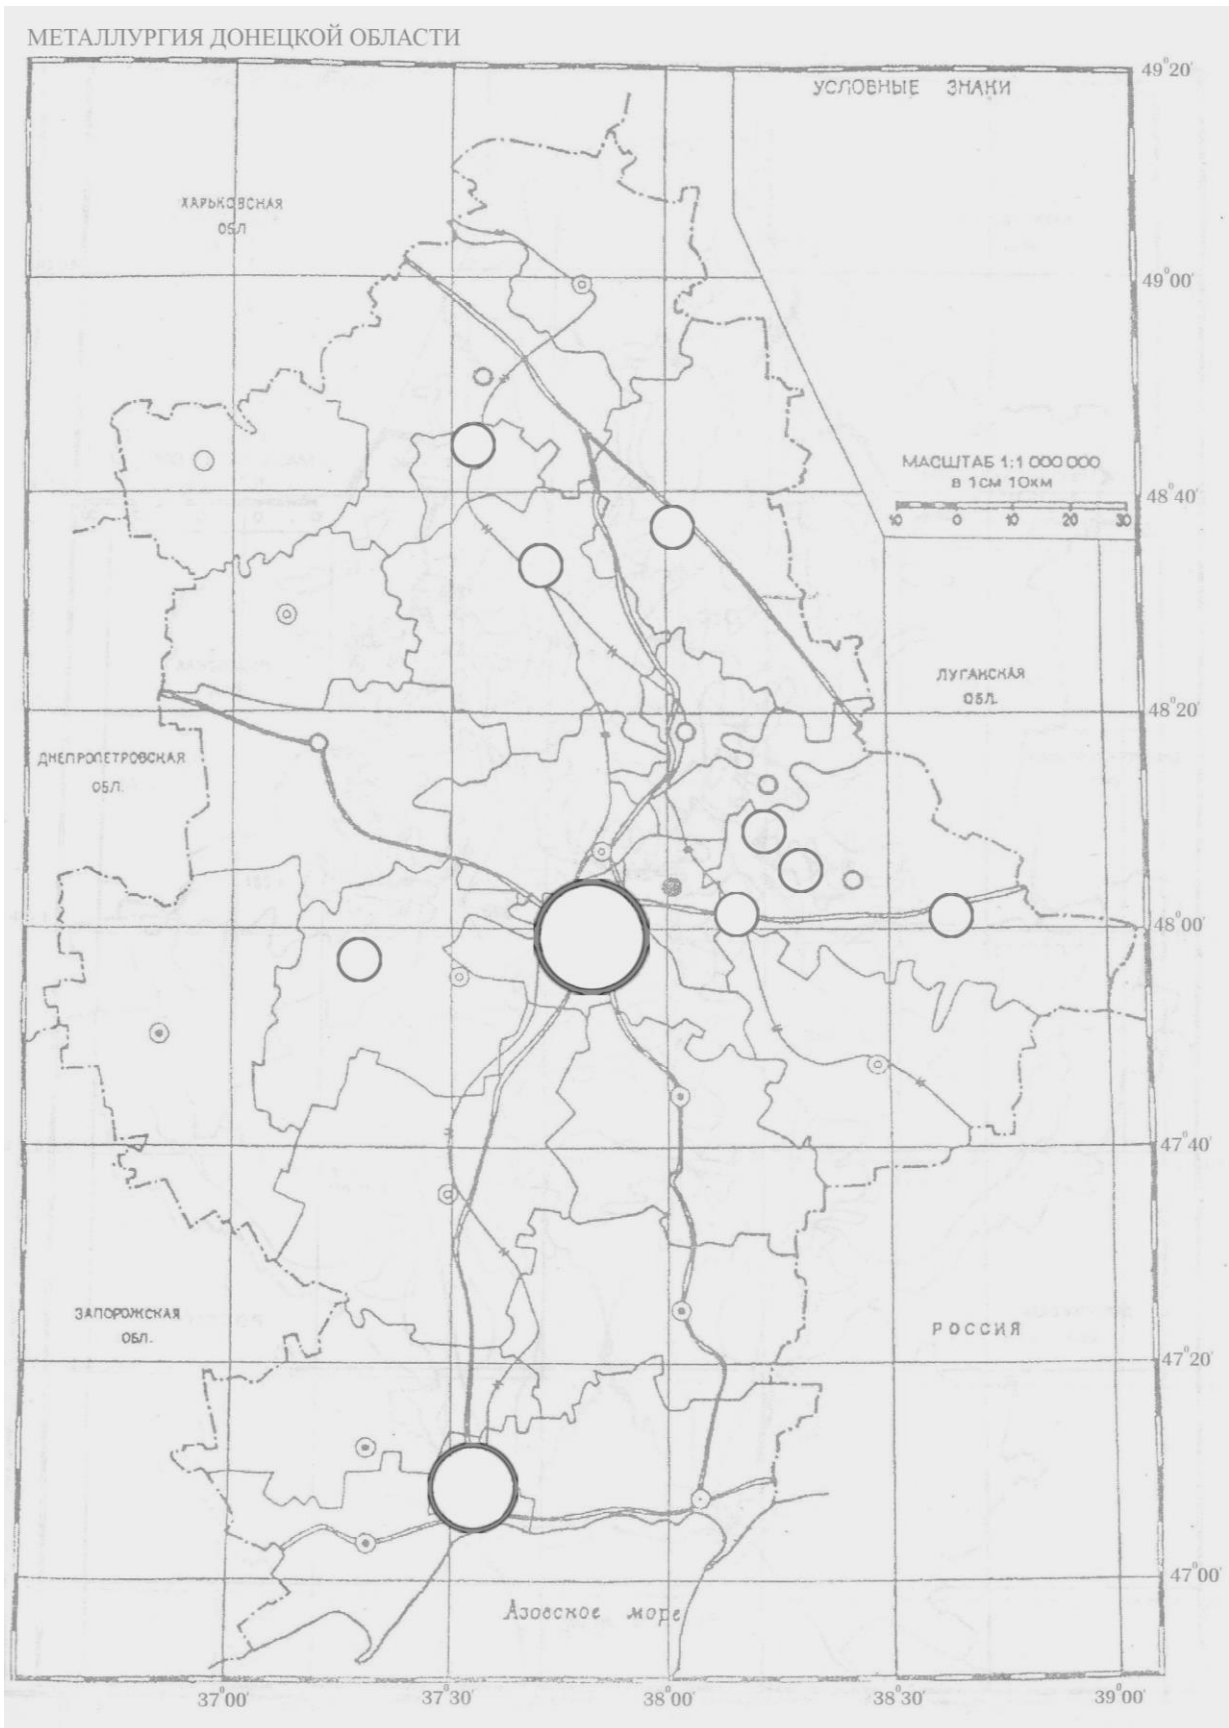 МЕТАЛЛУРГИЯ ДОНЕЦКОЙ ОБЛАСТИ
49°20'
УСЛОВНЫЕ ЗНАКИ
ХАРЬКОВСКАЯ
ОБЛ
49°00'
МАСШТАБ 1:1 000 000
в 1см 10км
48°40'
10 0 10 20 30
ЛУГАНСКАЯ
ОБЛ.
48°20'
ДНЕПРОПЕТРОВСКАЯ
ОБЛ.
48°00'
47°40'
ЗАПОРОЖСКАЯ
ОБЛ.
РОССИЯ
47°20'
47°00'
Азовское море
37°00' 37°30' 38°00' 38°30' 39°00'